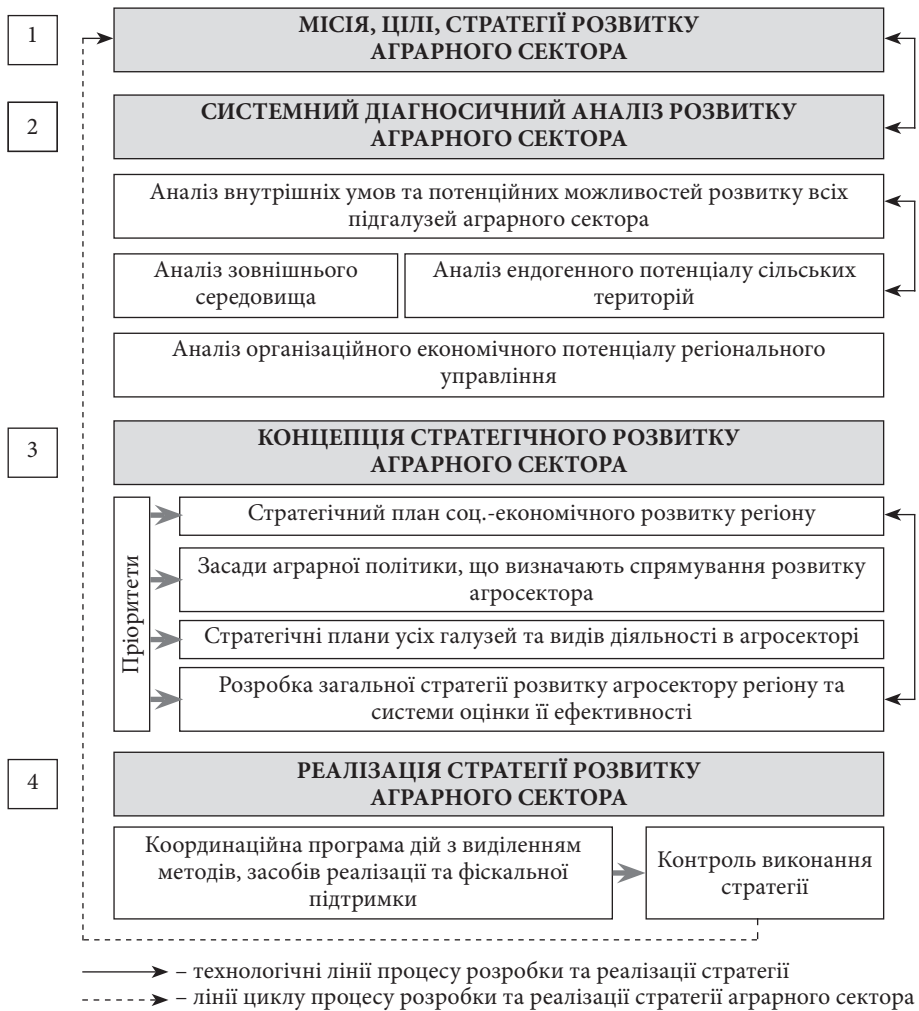 1
МІСІЯ, ЦІЛІ, СТРАТЕГІЇ РОЗВИТКУ
АГРАРНОГО СЕКТОРА
2
СИСТЕМНИЙ ДІАГНОСИЧНИЙ АНАЛІЗ РОЗВИТКУ
АГРАРНОГО СЕКТОРА
Аналіз внутрішніх умов та потенційних можливостей розвитку всіх
підгалузей аграрного сектора
Аналіз зовнішнього
середовища
Аналіз ендогенного потенціалу сільських
територій
Аналіз організаційного економічного потенціалу регіонального
управління
3
КОНЦЕПЦІЯ СТРАТЕГІЧНОГО РОЗВИТКУ
АГРАРНОГО СЕКТОРА
Пріоритети
Стратегічний план соц.-економічного розвитку регіону
Засади аграрної політики, що визначають спрямування розвитку
агросектора
Стратегічні плани усіх галузей та видів діяльності в агросекторі
Розробка загальної стратегії розвитку агросектору регіону та
системи оцінки її ефективності
4
РЕАЛІЗАЦІЯ СТРАТЕГІЇ РОЗВИТКУ
АГРАРНОГО СЕКТОРА
Координаційна програма дій з виділенням
методів, засобів реалізації та фіскальної
підтримки
Контроль виконання
стратегії
– технологічні лінії процесу розробки та реалізації стратегії
– лінії циклу процесу розробки та реалізації стратегії аграрного сектора